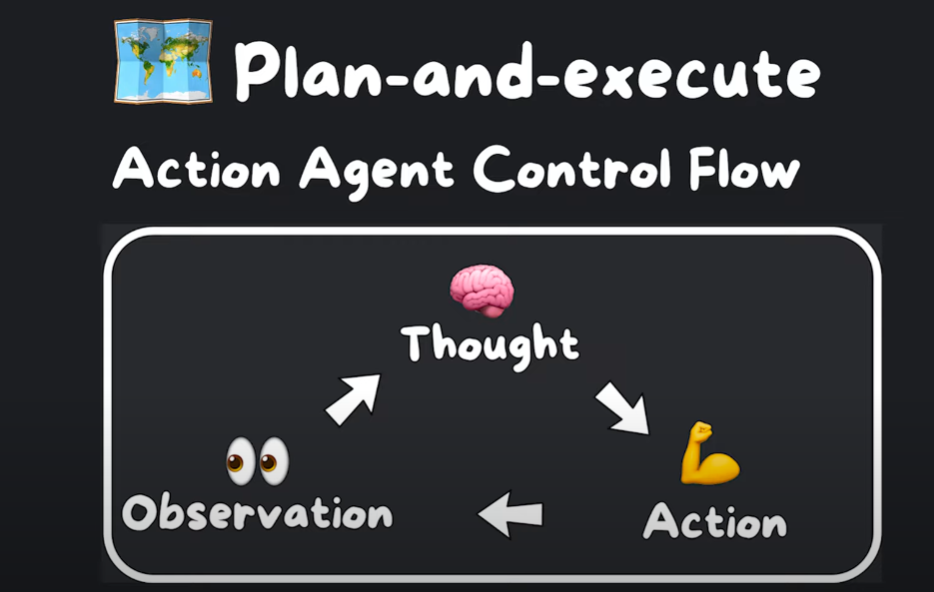 Plan-and-execute
Action Agent Control Flow
Thought
Observation
Action